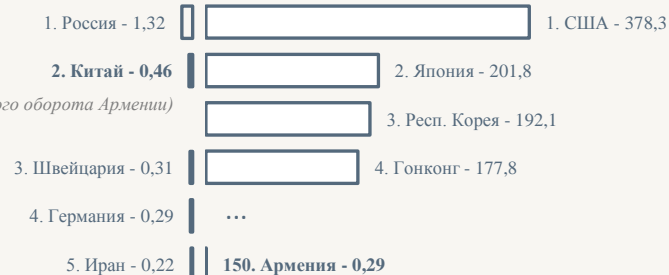 1. Россия - 1,32
1. США - 378,3
2. Китай - 0,46
2. Япония - 201,8
оборота Армении)
3. Респ. Корея - 192,1
3. Швейцария - 0,31
4. Гонконг - 177,8
4. Германия - 0,29
...
5. Иран - 0,22
150. Армения - 0,29